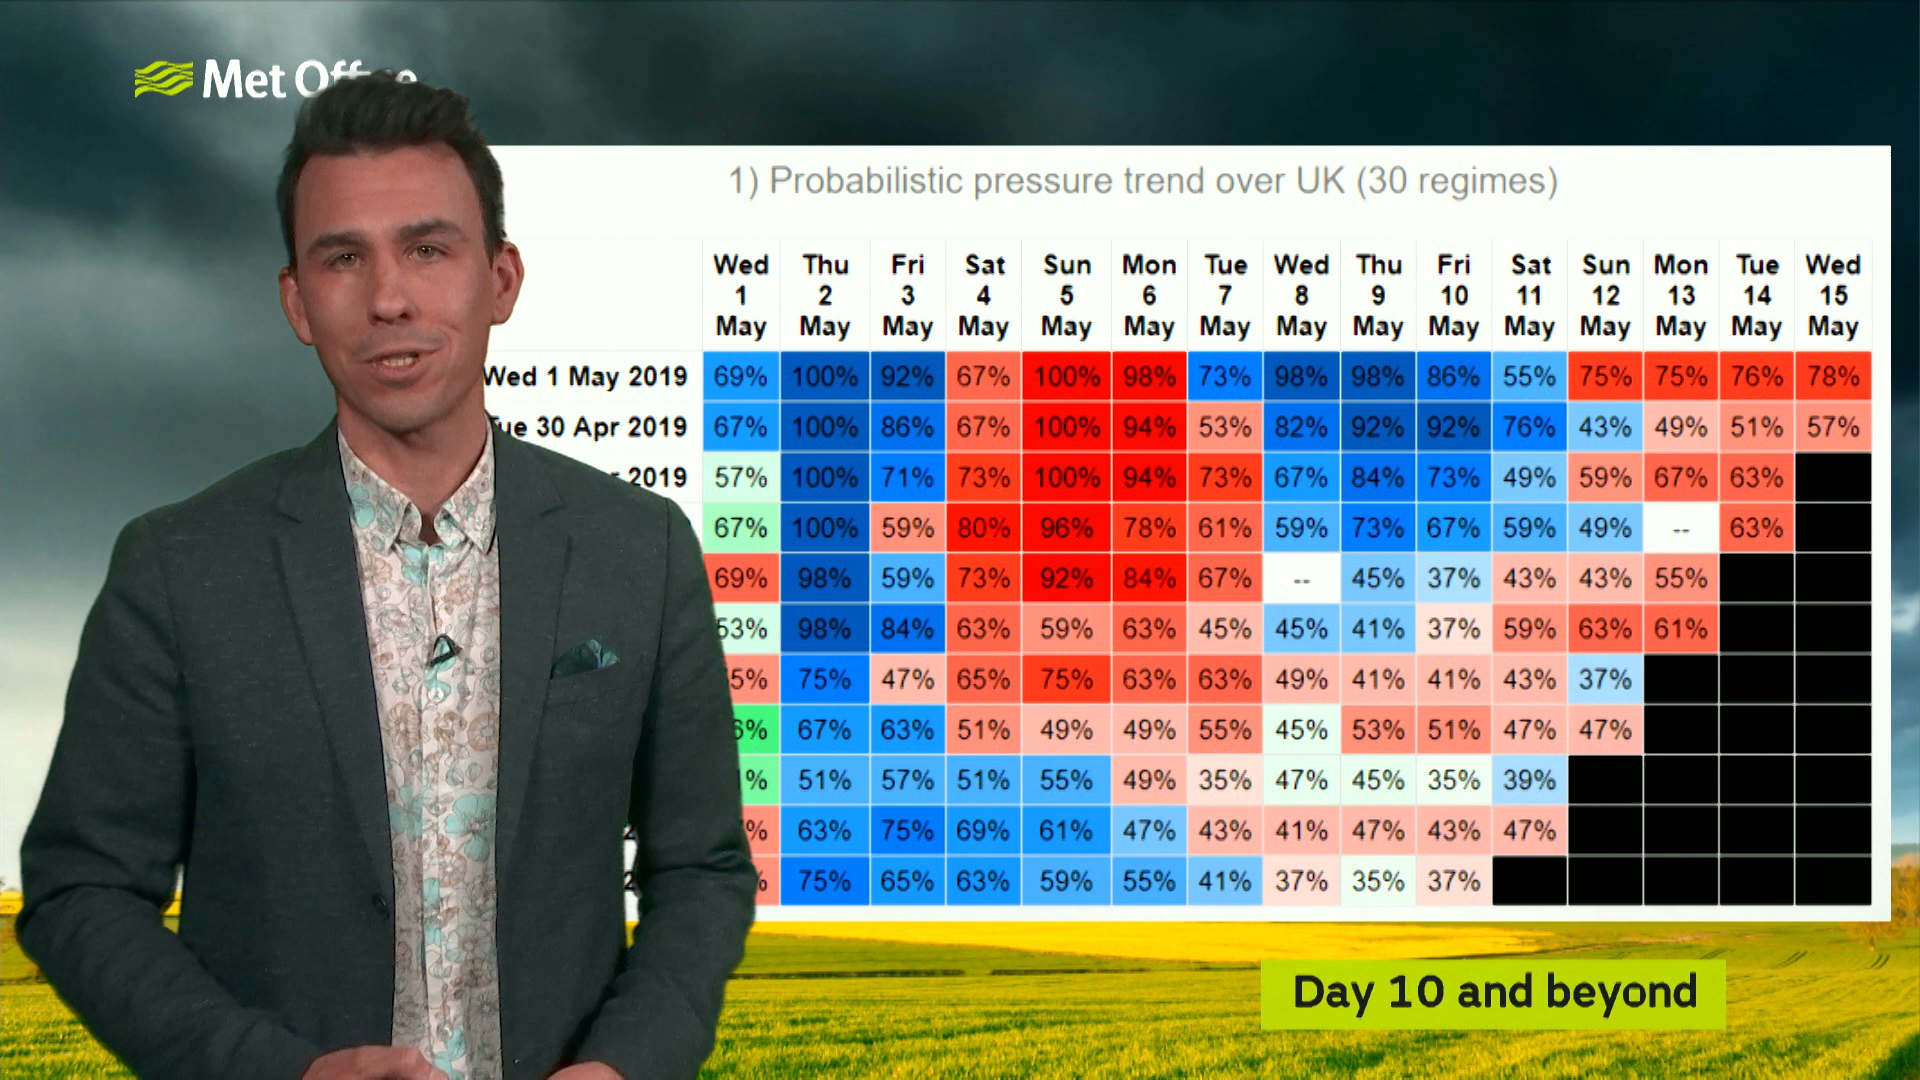 Met Office
1) Probabilistic pressure trend over UK (30 regimes)
Wed Thu Fri Sat Sun Mon Tue Wed Thu Fri Sat Sun Mon Tue Wed
1 2 3 4 5 6 7 8 9 10 11 12 13 14 15
May May May May May May May May May May May May May May May
Wed 1 May 2019 69% 100% 92% 67% 100% 98% 73% 98% 98% 86% 55% 75% 75% 76% 78%
Tue 30 Apr 2019 67% 100% 86% 67% 100% 94% 53% 82% 92% 92% 76% 43% 49% 51% 57%
2019 57% 100% 71% 73% 100% 94% 73% 67% 84% 73% 49% 59% 67% 63%
67% 100% 59% 80% 96% 78% 61% 59% 73% 67% 59% 49% -- 63%
69% 98% 59% 73% 92% 84% 67% -- 45% 37% 43% 43% 55%
53% 98% 84% 63% 59% 63% 45% 45% 41% 37% 59% 63% 61%
5% 75% 47% 65% 75% 63% 63% 49% 41% 41% 43% 37%
6% 67% 63% 51% 49% 49% 55% 45% 53% 51% 47% 47%
% 51% 57% 51% 55% 49% 35% 47% 45% 35% 39%
% 63% 75% 69% 61% 47% 43% 41% 47% 43% 47%
% 75% 65% 63% 59% 55% 41% 37% 35% 37%
Day 10 and beyond